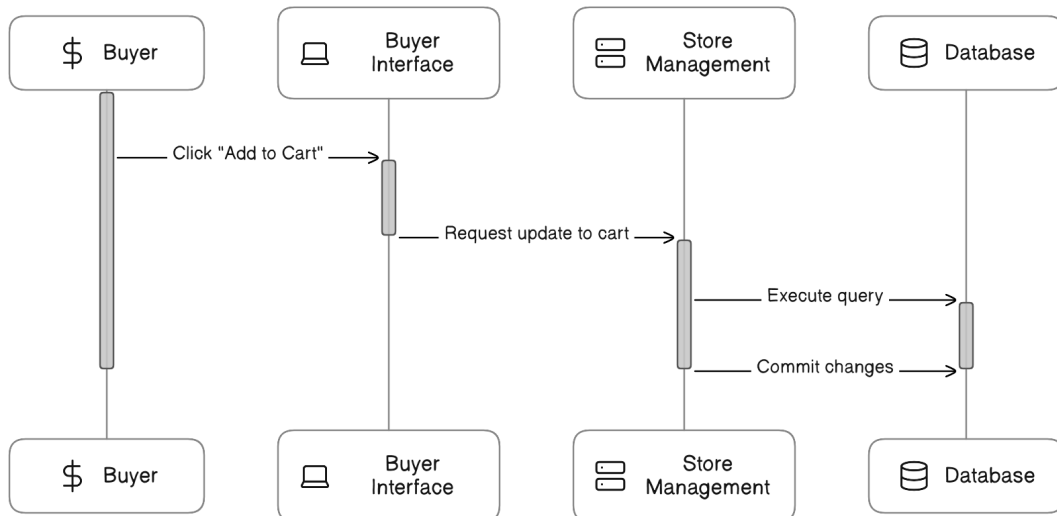 Buyer
Buyer
Interface
Store
Management
Database
Click "Add to Cart"
Request update to cart
Execute query
Commit changes
Buyer
Buyer
Interface
Store
Management
Database